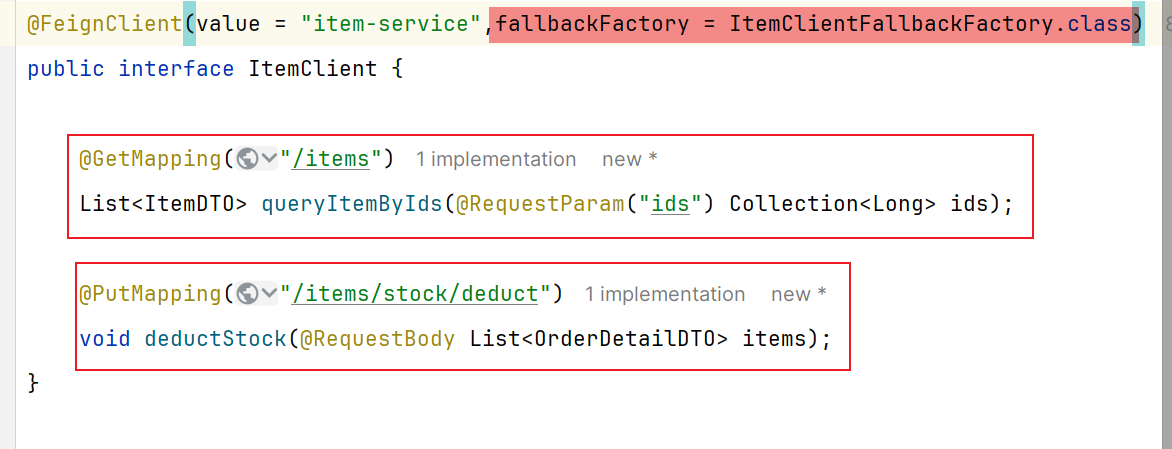 @FeignClient(value = "item-service",fallbackFactory = ItemClientFallbackFactory.class)
public interface ItemClient {
@GetMapping("/items") 1 implementation new *
List<ItemDTO> queryItemByIds(@RequestParam("ids") Collection<Long> ids);
@PutMapping("/items/stock/deduct") 1 implementation new *
void deductStock(@RequestBody List<OrderDetailDTO> items);
}